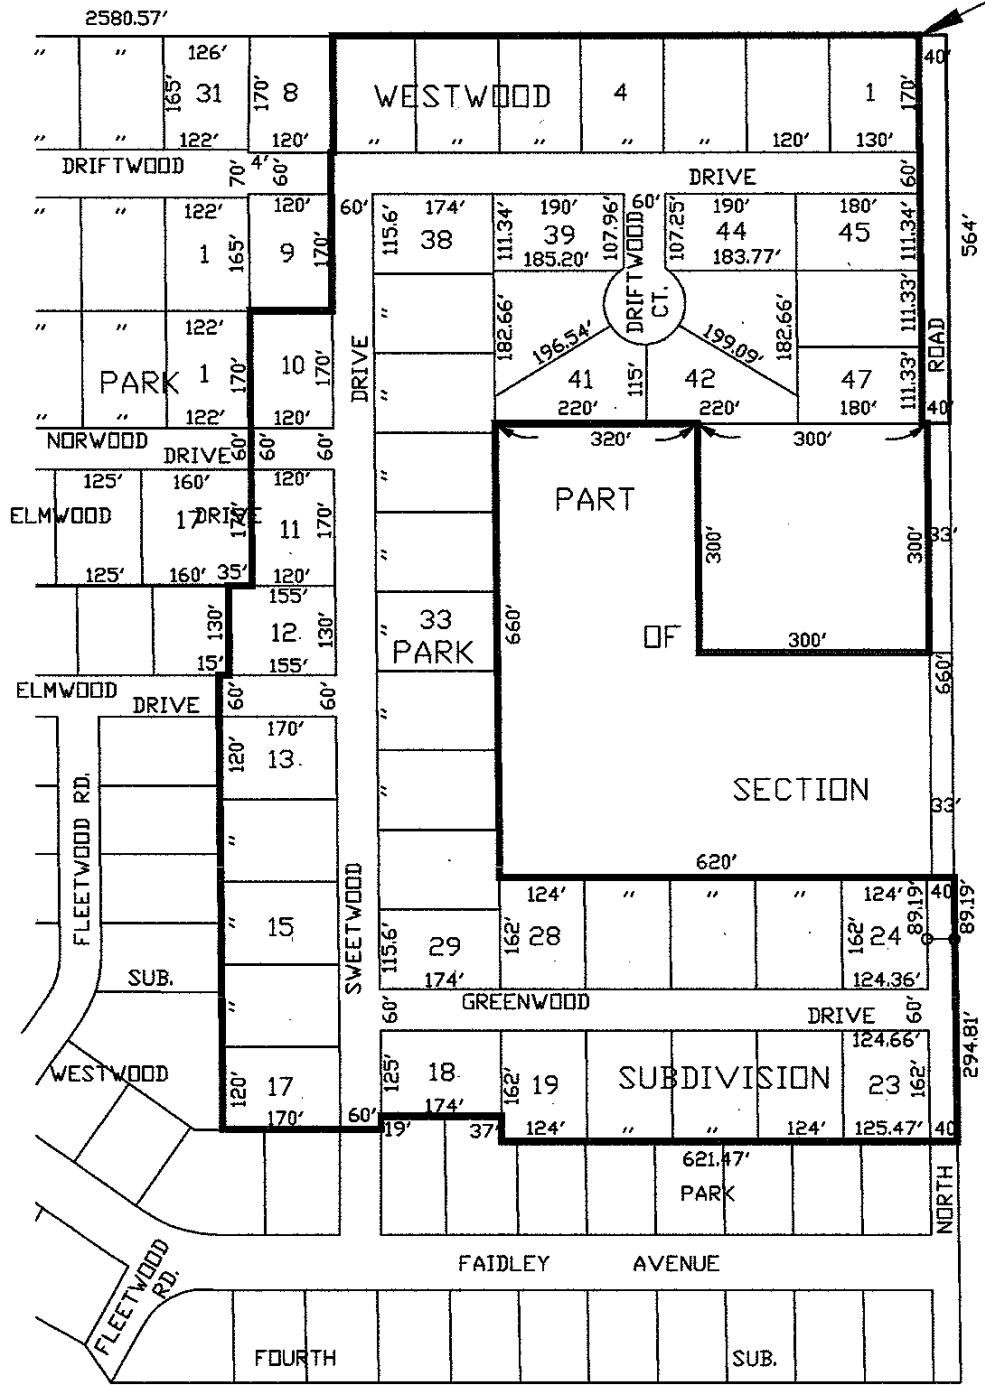 2580.57'
" " 126' 40'
165' 31 170' 8 WESTWOOD 4 1 170'
" " 122' 120' " " " " " 120' 130'
DRIFTWOOD 70' 4' 60' DRIVE 60'
" " 122' 120' 60' 174' 190' 60' 190' 180'
1 165' 9 170' 115.6' 38 111.34' 39 107.96' DRIFTWOOD CT. 107.25' 44 45 111.34' 564'
185.20' 183.77'
" " 122' " 182.66' 196.54' 199.09' 182.66' 111.33' ROAD
PARK 1 170' 10 170' DRIVE " 41 115' 42 47 111.33'
" " 122' 120' 220' 220' 180' 40'
NORWOOD DRIVE 60' 60' 60' " 320' 300'
125' 160' 120' PART
ELMWOOD 17 DRIVE 174' 11 170' " 300' 300' 33'
125' 160' 35' 120'
155'
130' 12 130' " 33 PARK 660' OF 300'
15' 155' 660'
ELMWOOD DRIVE 60' 60' "
170'
120' 13 SECTION
FLEETWOOD RD. " " 33'
620'
SWEETWOOD 124' " " " 124' 89.19' 40' 89.19'
15 115.6' 29 162' 28 162' 24
SUB. 174' 124.36'
" 60' GREENWOOD DRIVE 60'
124.66' 294.81'
WESTWOOD 120' 17 125' 18 162' 19 SUBDIVISION 23 162'
170' 60' 174'
19' 37' 124' " " 124' 125.47' 40'
621.47'
PARK NORTH
FAIDLEY AVENUE
FLEETWOOD RD.
FOURTH SUB.